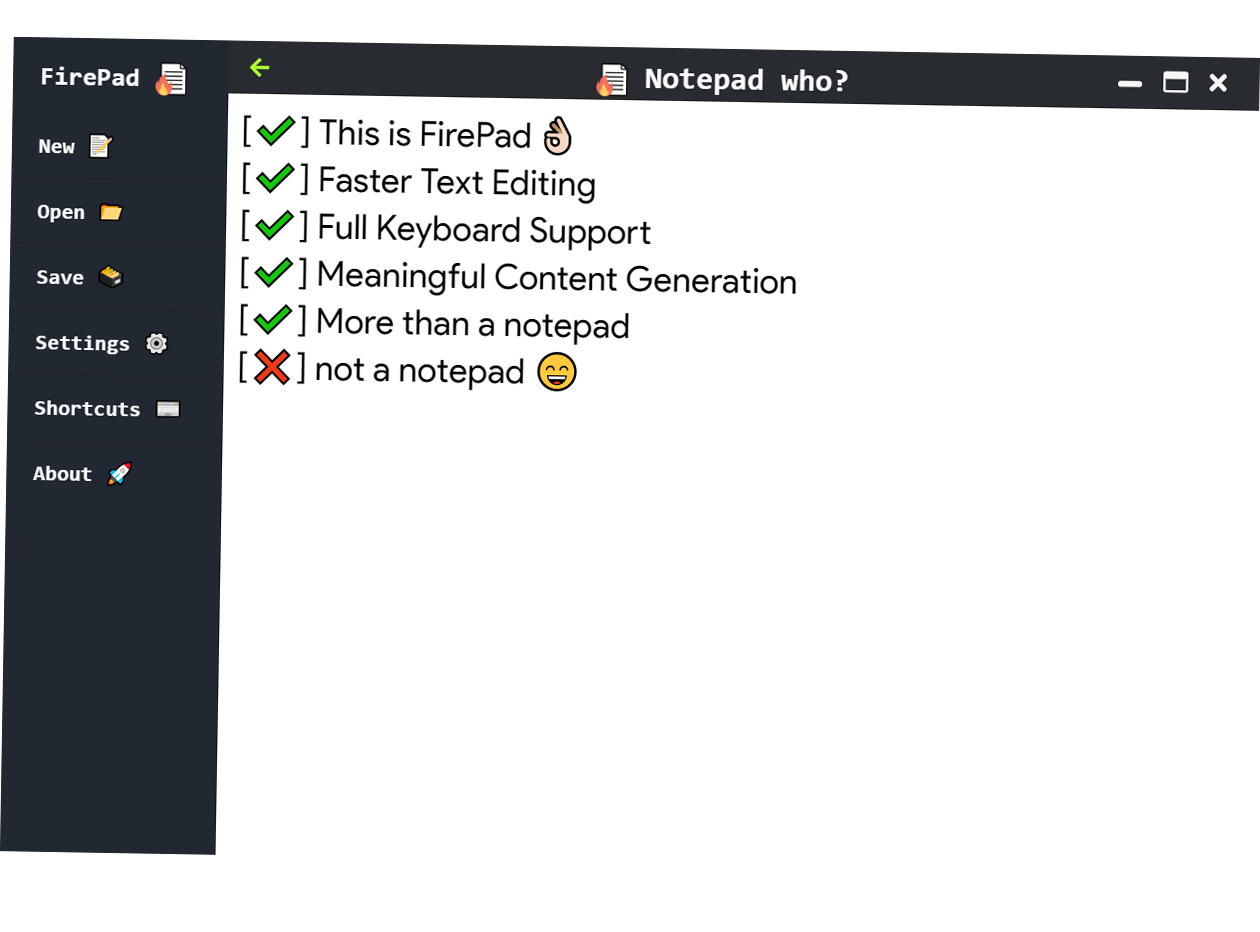 FirePad
New
Open
Save
Settings
Shortcuts
About
Notepad who?
[✔] This is FirePad 👌🏻
[✔] Faster Text Editing
[✔] Full Keyboard Support
[✔] Meaningful Content Generation
[✔] More than a notepad
[❌] not a notepad 😄